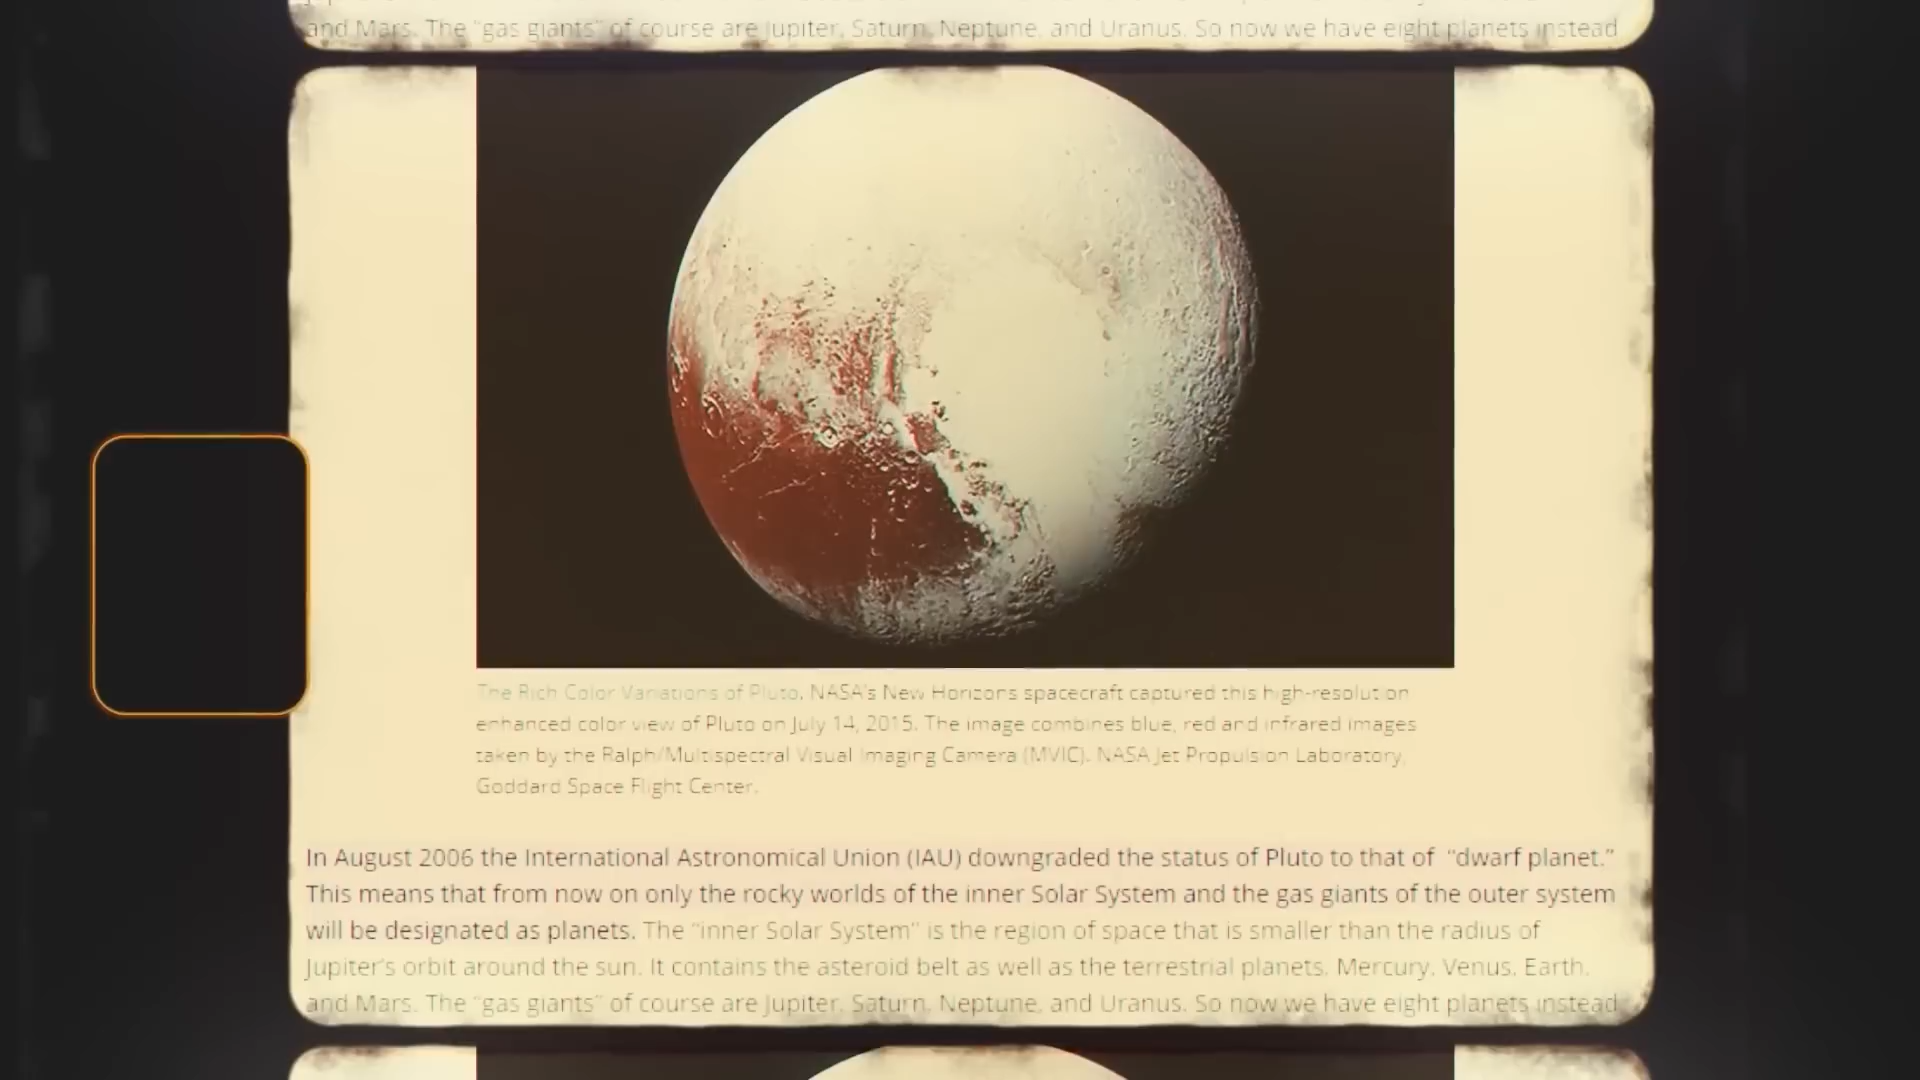 and Mars. The “gas giants” of course are Jupiter, Saturn, Neptune, and Uranus. So now we have eight planets instead
The Rich Color Variations of Pluto. NASA’s New Horizons spacecraft captured this high-resolution
enhanced color view of Pluto on July 14, 2015. The image combines blue, red and infrared images
taken by the Ralph/Multispectral Visual Imaging Camera (MVIC). NASA Jet Propulsion Laboratory,
Goddard Space Flight Center.
In August 2006 the International Astronomical Union (IAU) downgraded the status of Pluto to that of “dwarf planet.”
This means that from now on only the rocky worlds of the inner Solar System and the gas giants of the outer system
will be designated as planets. The “inner Solar System” is the region of space that is smaller than the radius of
Jupiter’s orbit around the sun. It contains the asteroid belt as well as the terrestrial planets, Mercury, Venus, Earth,
and Mars. The “gas giants” of course are Jupiter, Saturn, Neptune, and Uranus. So now we have eight planets instead